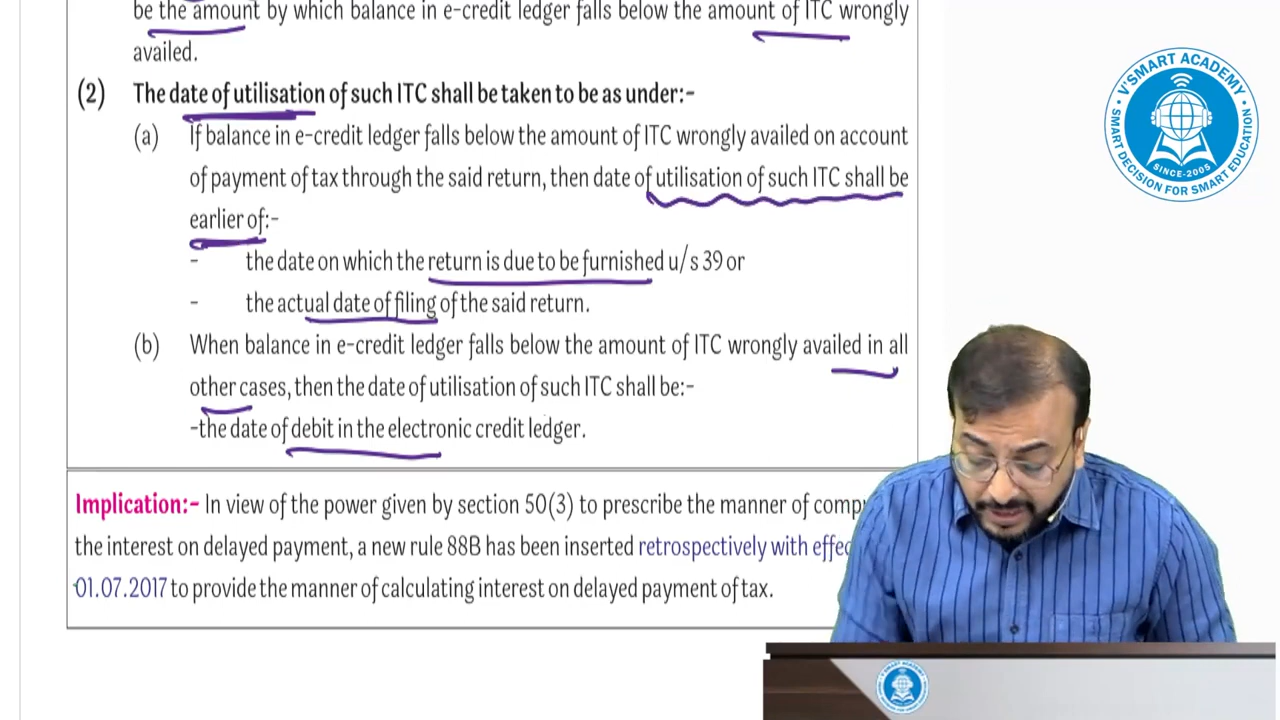 be the amount by which balance in e-credit ledger falls below the amount of ITC wrongly
availed.
(2) The date of utilisation of such ITC shall be taken to be as under:-
(a) If balance in e-credit ledger falls below the amount of ITC wrongly availed on account
of payment of tax through the said return, then date of utilisation of such ITC shall be
earlier of:-
- the date on which the return is due to be furnished u/s 39 or
- the actual date of filing of the said return.
(b) When balance in e-credit ledger falls below the amount of ITC wrongly availed in all
other cases, then the date of utilisation of such ITC shall be:-
-the date of debit in the electronic credit ledger.
Implication:- In view of the power given by section 50(3) to prescribe the manner of
the interest on delayed payment, a new rule 88B has been inserted retrospectively with
01.07.2017 to provide the manner of calculating interest on delayed payment of tax.
V'SMART ACADEMY
SINCE-2005
SMART DECISION FOR SMART EDUCATION